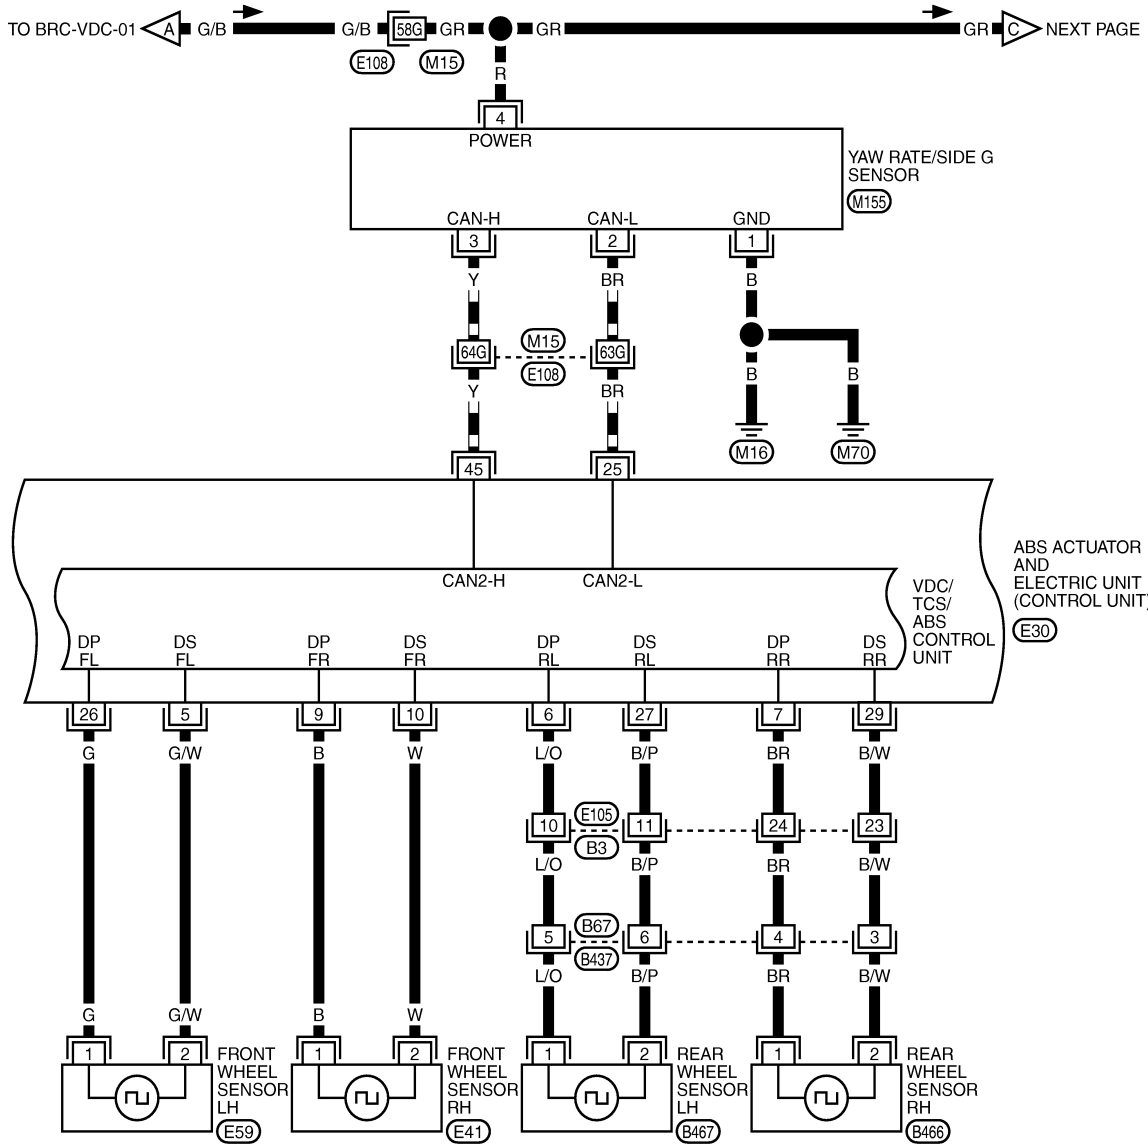 TO BRC-VDC-01 A G/B G/B 58G GR GR GR C NEXT PAGE
E108 M15
R
4
POWER
YAW RATE/SIDE G
SENSOR
M155
CAN-H CAN-L GND
3 2 1
Y BR B
64G M15 63G
E108
Y BR B B
M16 M70
45 25
ABS ACTUATOR
AND
ELECTRIC UNIT
(CONTROL UNIT)
E30
CAN2-H CAN2-L
VDC/
TCS/
ABS
CONTROL
UNIT
DP DS DP DS DP DS DP DS
FL FL FR FR RL RL RR RR
26 5 9 10 6 27 7 29
G G/W B W L/O B/P BR B/W
E105
10 11 24 23
B3
L/O B/P BR B/W
B67
5 6 4 3
B437
L/O B/P BR B/W
G G/W B W
1 2 1 2 1 2 1 2
FRONT
WHEEL
SENSOR
LH
E59
FRONT
WHEEL
SENSOR
RH
E41
REAR
WHEEL
SENSOR
LH
B467
REAR
WHEEL
SENSOR
RH
B466